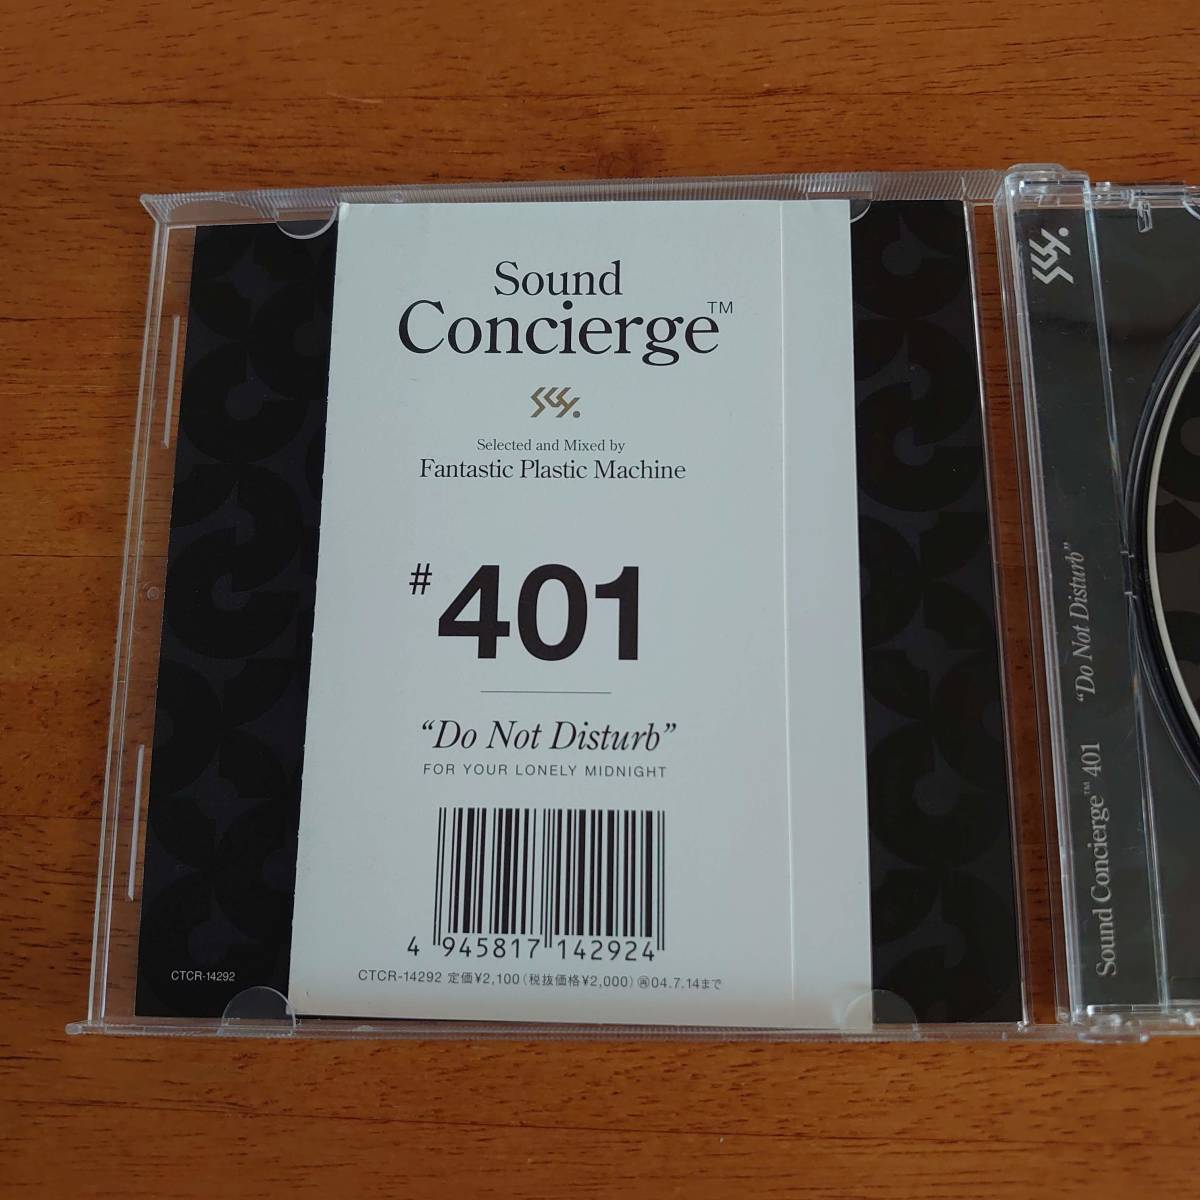 Sound
Concierge™
Selected and Mixed by
Fantastic Plastic Machine
#401
“Do Not Disturb”
FOR YOUR LONELY MIDNIGHT
4 945817 142924
CTCR-14292 定価¥2,100(税抜価格¥2,000) ㊕04.7.14まで
CTCR-14292
Sound Concierge™ 401 “Do Not Disturb”